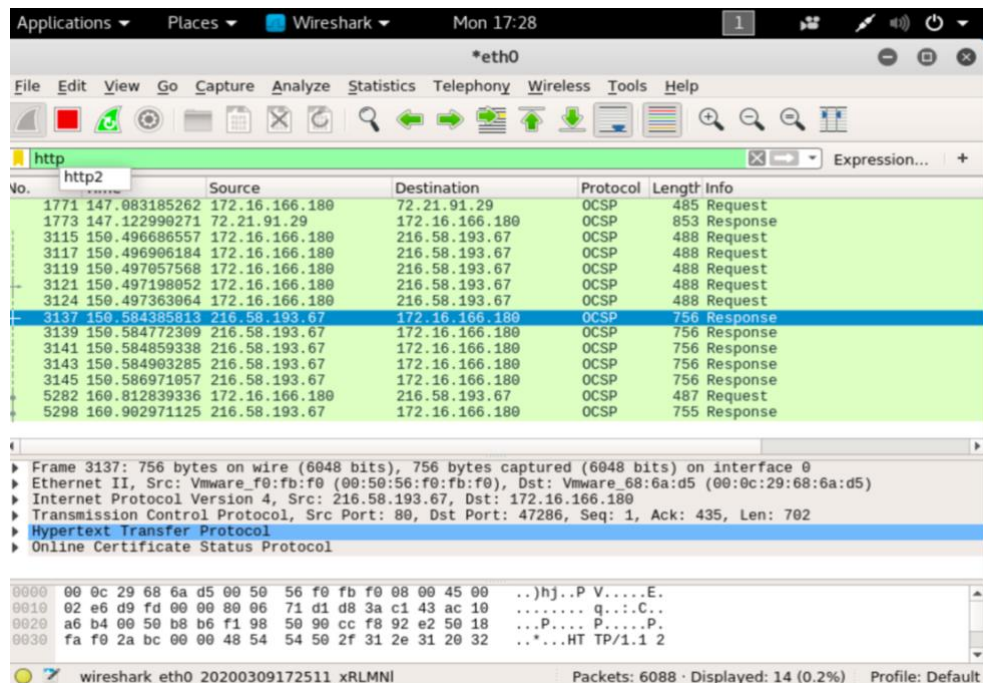 Applications Places Wireshark Mon 17:28 1
*eth0
File Edit View Go Capture Analyze Statistics Telephony Wireless Tools Help
http Expression... +
http2
No. Source Destination Protocol Length Info
1771 147.083185262 172.16.166.180 72.21.91.29 OCSP 485 Request
1773 147.122990271 72.21.91.29 172.16.166.180 OCSP 853 Response
3115 150.496686557 172.16.166.180 216.58.193.67 OCSP 488 Request
3117 150.496906184 172.16.166.180 216.58.193.67 OCSP 488 Request
3119 150.497057568 172.16.166.180 216.58.193.67 OCSP 488 Request
3121 150.497198052 172.16.166.180 216.58.193.67 OCSP 488 Request
3124 150.497363064 172.16.166.180 216.58.193.67 OCSP 488 Request
3137 150.584385813 216.58.193.67 172.16.166.180 OCSP 756 Response
3139 150.584772309 216.58.193.67 172.16.166.180 OCSP 756 Response
3141 150.584859338 216.58.193.67 172.16.166.180 OCSP 756 Response
3143 150.584903285 216.58.193.67 172.16.166.180 OCSP 756 Response
3145 150.586971057 216.58.193.67 172.16.166.180 OCSP 756 Response
5282 160.812839336 172.16.166.180 216.58.193.67 OCSP 487 Request
5298 160.902971125 216.58.193.67 172.16.166.180 OCSP 755 Response
Frame 3137: 756 bytes on wire (6048 bits), 756 bytes captured (6048 bits) on interface 0
Ethernet II, Src: Vmware_f0:fb:f0 (00:50:56:f0:fb:f0), Dst: Vmware_68:6a:d5 (00:0c:29:68:6a:d5)
Internet Protocol Version 4, Src: 216.58.193.67, Dst: 172.16.166.180
Transmission Control Protocol, Src Port: 80, Dst Port: 47286, Seq: 1, Ack: 435, Len: 702
Hypertext Transfer Protocol
Online Certificate Status Protocol
0000 00 0c 29 68 6a d5 00 50 56 f0 fb f0 08 00 45 00 ..)hj..P V.....E.
0010 02 e6 d9 fd 00 00 80 06 71 d1 d8 3a c1 43 ac 10 ........ q..:.C..
0020 a6 b4 00 50 b8 b6 f1 98 50 90 cc f8 92 e2 50 18 ...P.... P.....P.
0030 fa f0 2a bc 00 00 48 54 54 50 2f 31 2e 31 20 32 ..*...HT TP/1.1 2
wireshark_eth0_20200309172511_xRLMNl Packets: 6088 · Displayed: 14 (0.2%) Profile: Default